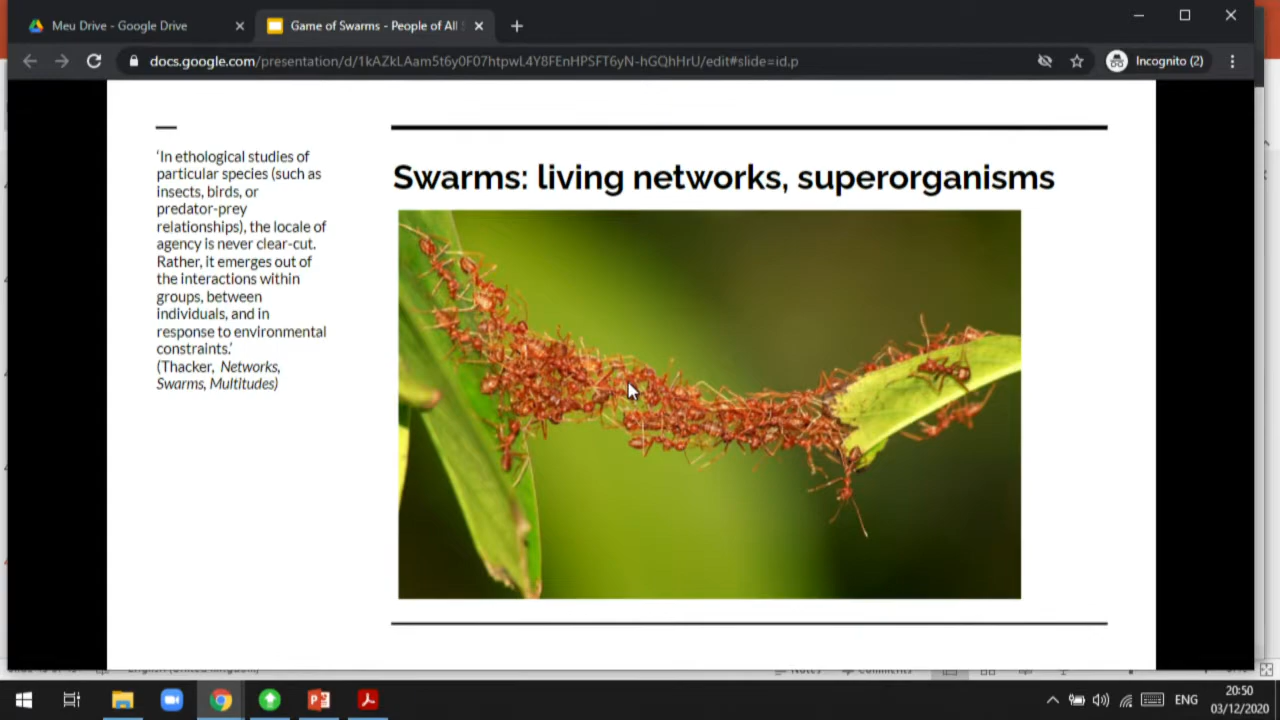 Meu Drive - Google Drive
Game of Swarms - People of All
docs.google.com/presentation/d/1kAZkLAam5t6y0F07htpwL4Y8FEnHPSFT6yN-hGQhHrU/edit#slide=id.p
Incognito (2)
‘In ethological studies of
particular species (such as
insects, birds, or
predator-prey
relationships), the locale of
agency is never clear-cut.
Rather, it emerges out of
the interactions within
groups, between
individuals, and in
response to environmental
constraints.’
(Thacker, Networks,
Swarms, Multitudes)
Swarms: living networks, superorganisms
ENG
20:50
03/12/2020